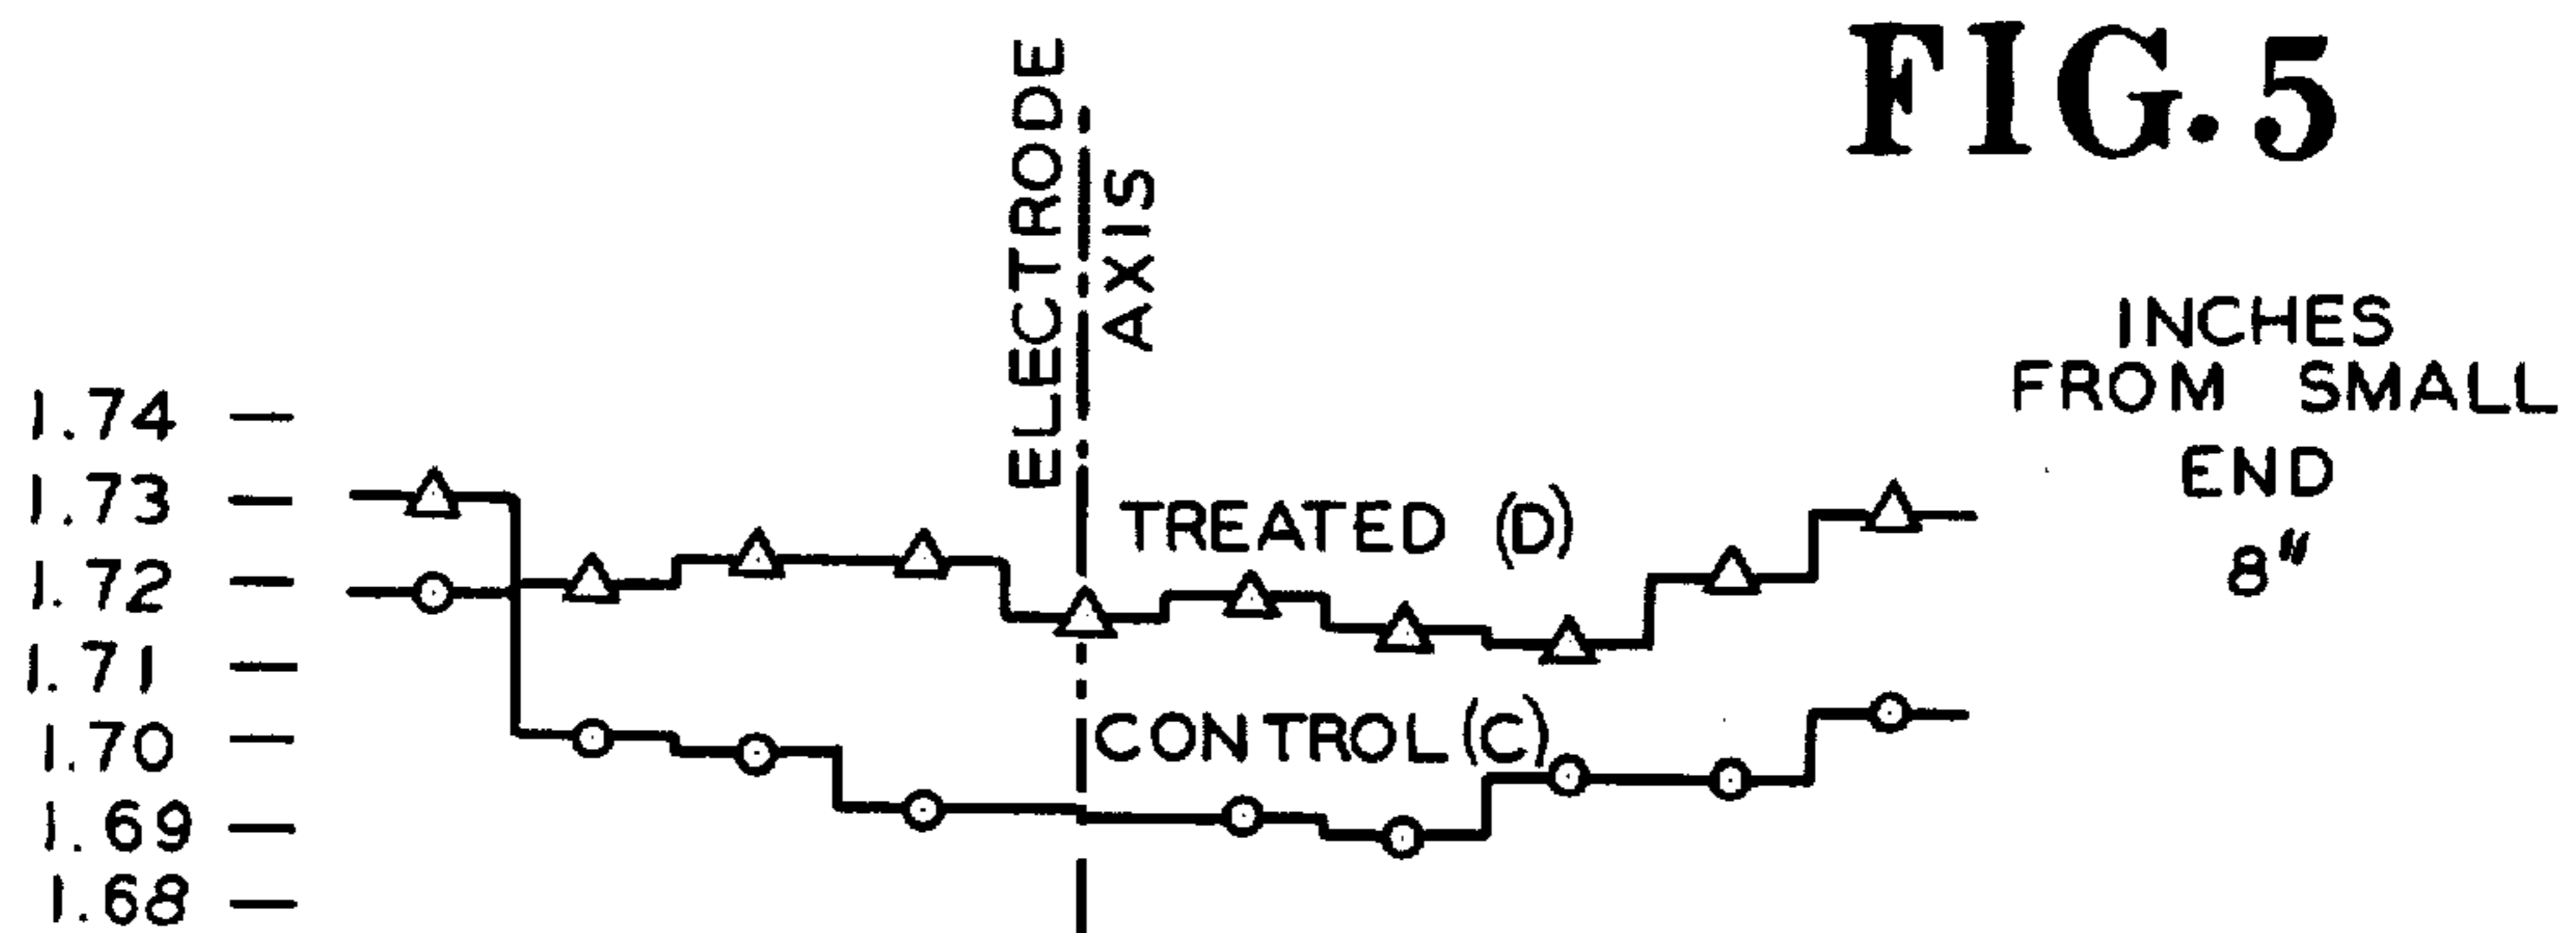 FIG. 5
ELECTRODE
AXIS
INCHES
FROM SMALL
END
8"
1.74
1.73
1.72
1.71
1.70
1.69
1.68
TREATED (D)
CONTROL (C)